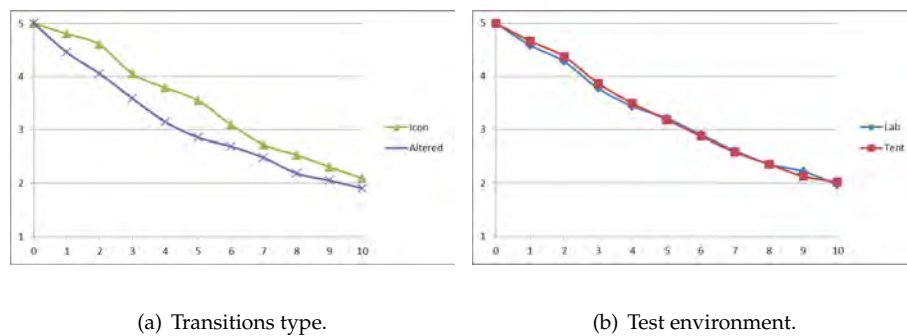 5
4
3
2
1
0 1 2 3 4 5 6 7 8 9 10
Icon
Altered
5
4
3
2
1
0 1 2 3 4 5 6 7 8 9 10
Lab
Tent
(a) Transitions type.
(b) Test environment.